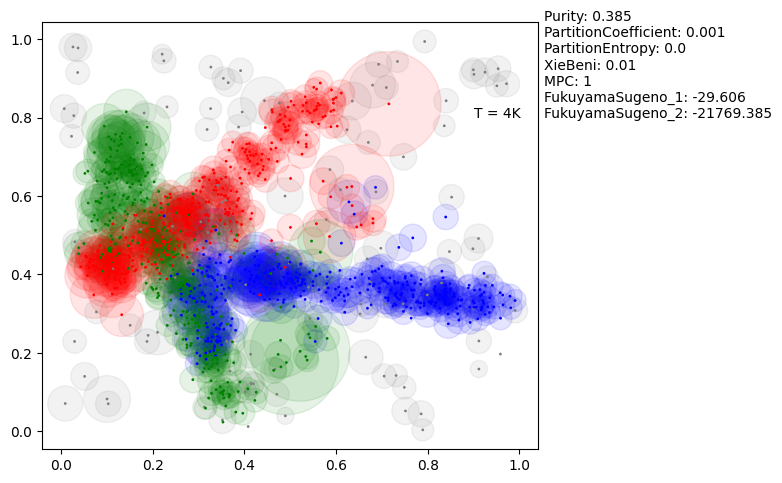 Purity: 0.385
PartitionCoefficient: 0.001
PartitionEntropy: 0.0
XieBeni: 0.01
MPC: 1
FukuyamaSugeno_1: -29.606
FukuyamaSugeno_2: -21769.385
T = 4K
1.0
0.8
0.6
0.4
0.2
0.0
0.0 0.2 0.4 0.6 0.8 1.0